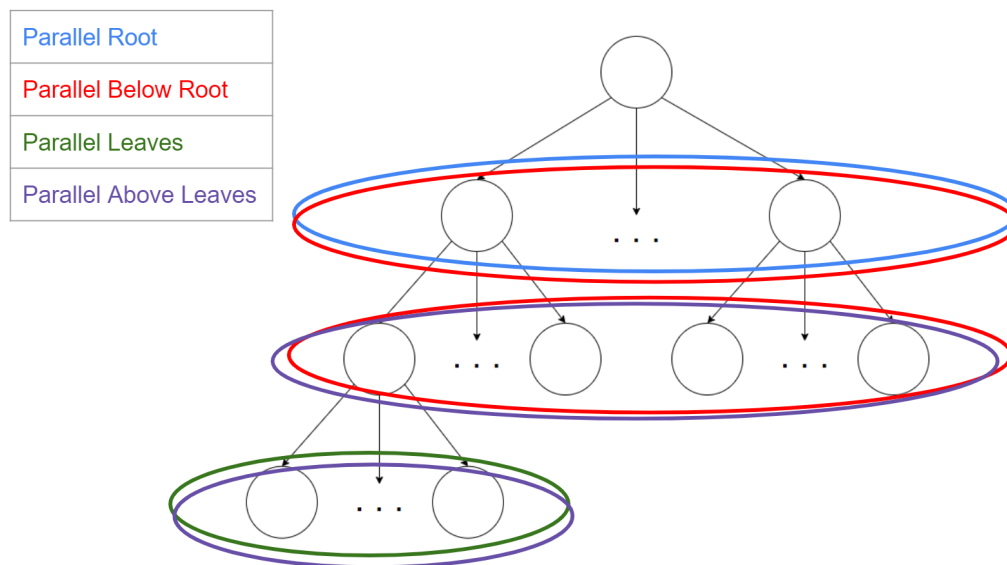 Parallel Root
Parallel Below Root
Parallel Leaves
Parallel Above Leaves
. . .
. . .
. . .
. . .